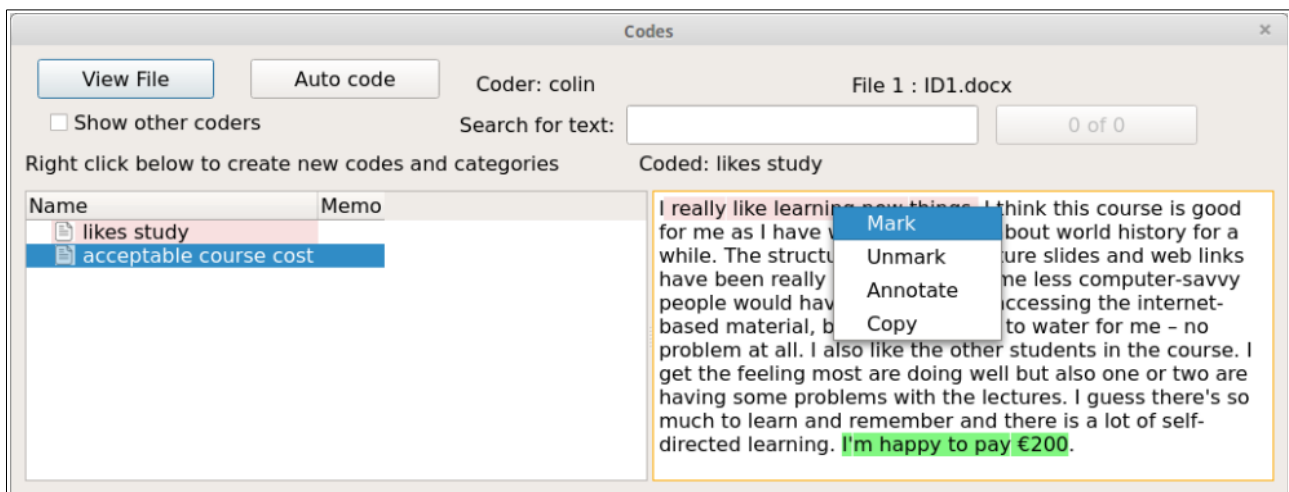 Codes ×
View File Auto code Coder: colin File 1 : ID1.docx
Show other coders Search for text: 0 of 0
Right click below to create new codes and categories Coded: likes study
Name Memo
likes study
acceptable course cost
I really like learning new things. I think this course is good
for me as I have bout world history for a
while. The structu ture slides and web links
have been really me less computer-savvy
people would hav accessing the internet-
based material, b to water for me – no
problem at all. I also like the other students in the course. I
get the feeling most are doing well but also one or two are
having some problems with the lectures. I guess there's so
much to learn and remember and there is a lot of self-
directed learning. I'm happy to pay €200.
Mark
Unmark
Annotate
Copy